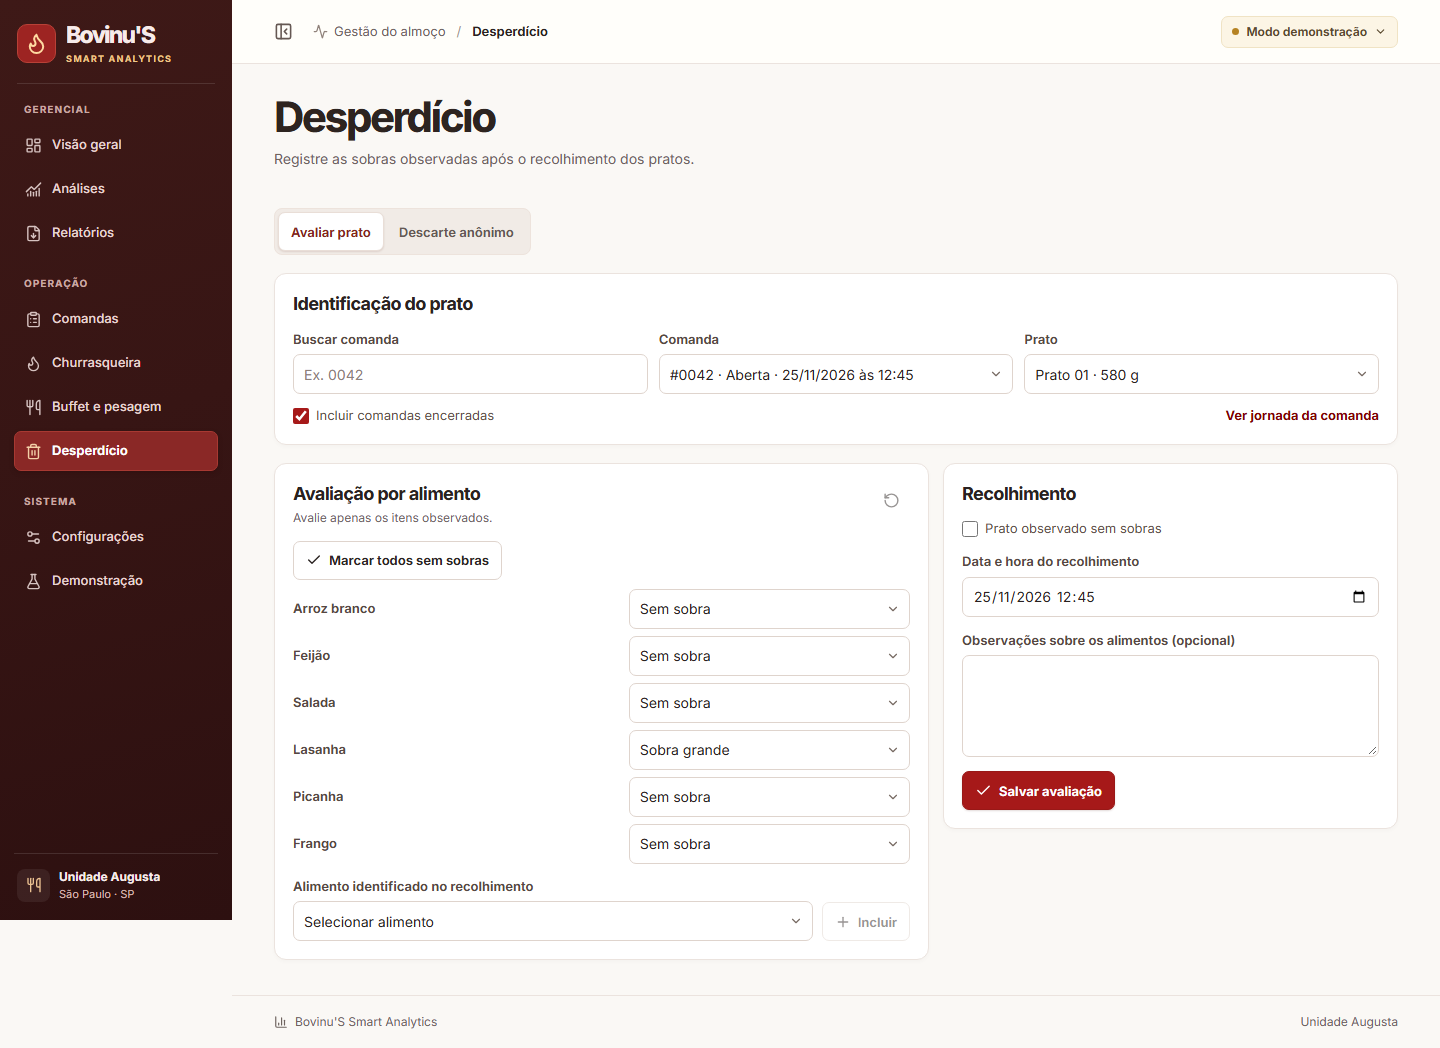 Bovinu'S
SMART ANALYTICS
GERENCIAL
Visão geral
Análises
Relatórios
OPERAÇÃO
Comandas
Churrasqueira
Buffet e pesagem
Desperdício
SISTEMA
Configurações
Demonstração
Unidade Augusta
São Paulo · SP
Gestão do almoço / Desperdício
Modo demonstração
Desperdício
Registre as sobras observadas após o recolhimento dos pratos.
Avaliar prato
Descarte anônimo
Identificação do prato
Buscar comanda
Ex. 0042
Comanda
#0042 · Aberta · 25/11/2026 às 12:45
Prato
Prato 01 · 580 g
Incluir comandas encerradas
Ver jornada da comanda
Avaliação por alimento
Avalie apenas os itens observados.
Marcar todos sem sobras
Arroz branco
Sem sobra
Feijão
Sem sobra
Salada
Sem sobra
Lasanha
Sobra grande
Picanha
Sem sobra
Frango
Sem sobra
Alimento identificado no recolhimento
Selecionar alimento
Incluir
Recolhimento
Prato observado sem sobras
Data e hora do recolhimento
25/11/2026 12:45
Observações sobre os alimentos (opcional)
Salvar avaliação
Bovinu'S Smart Analytics
Unidade Augusta